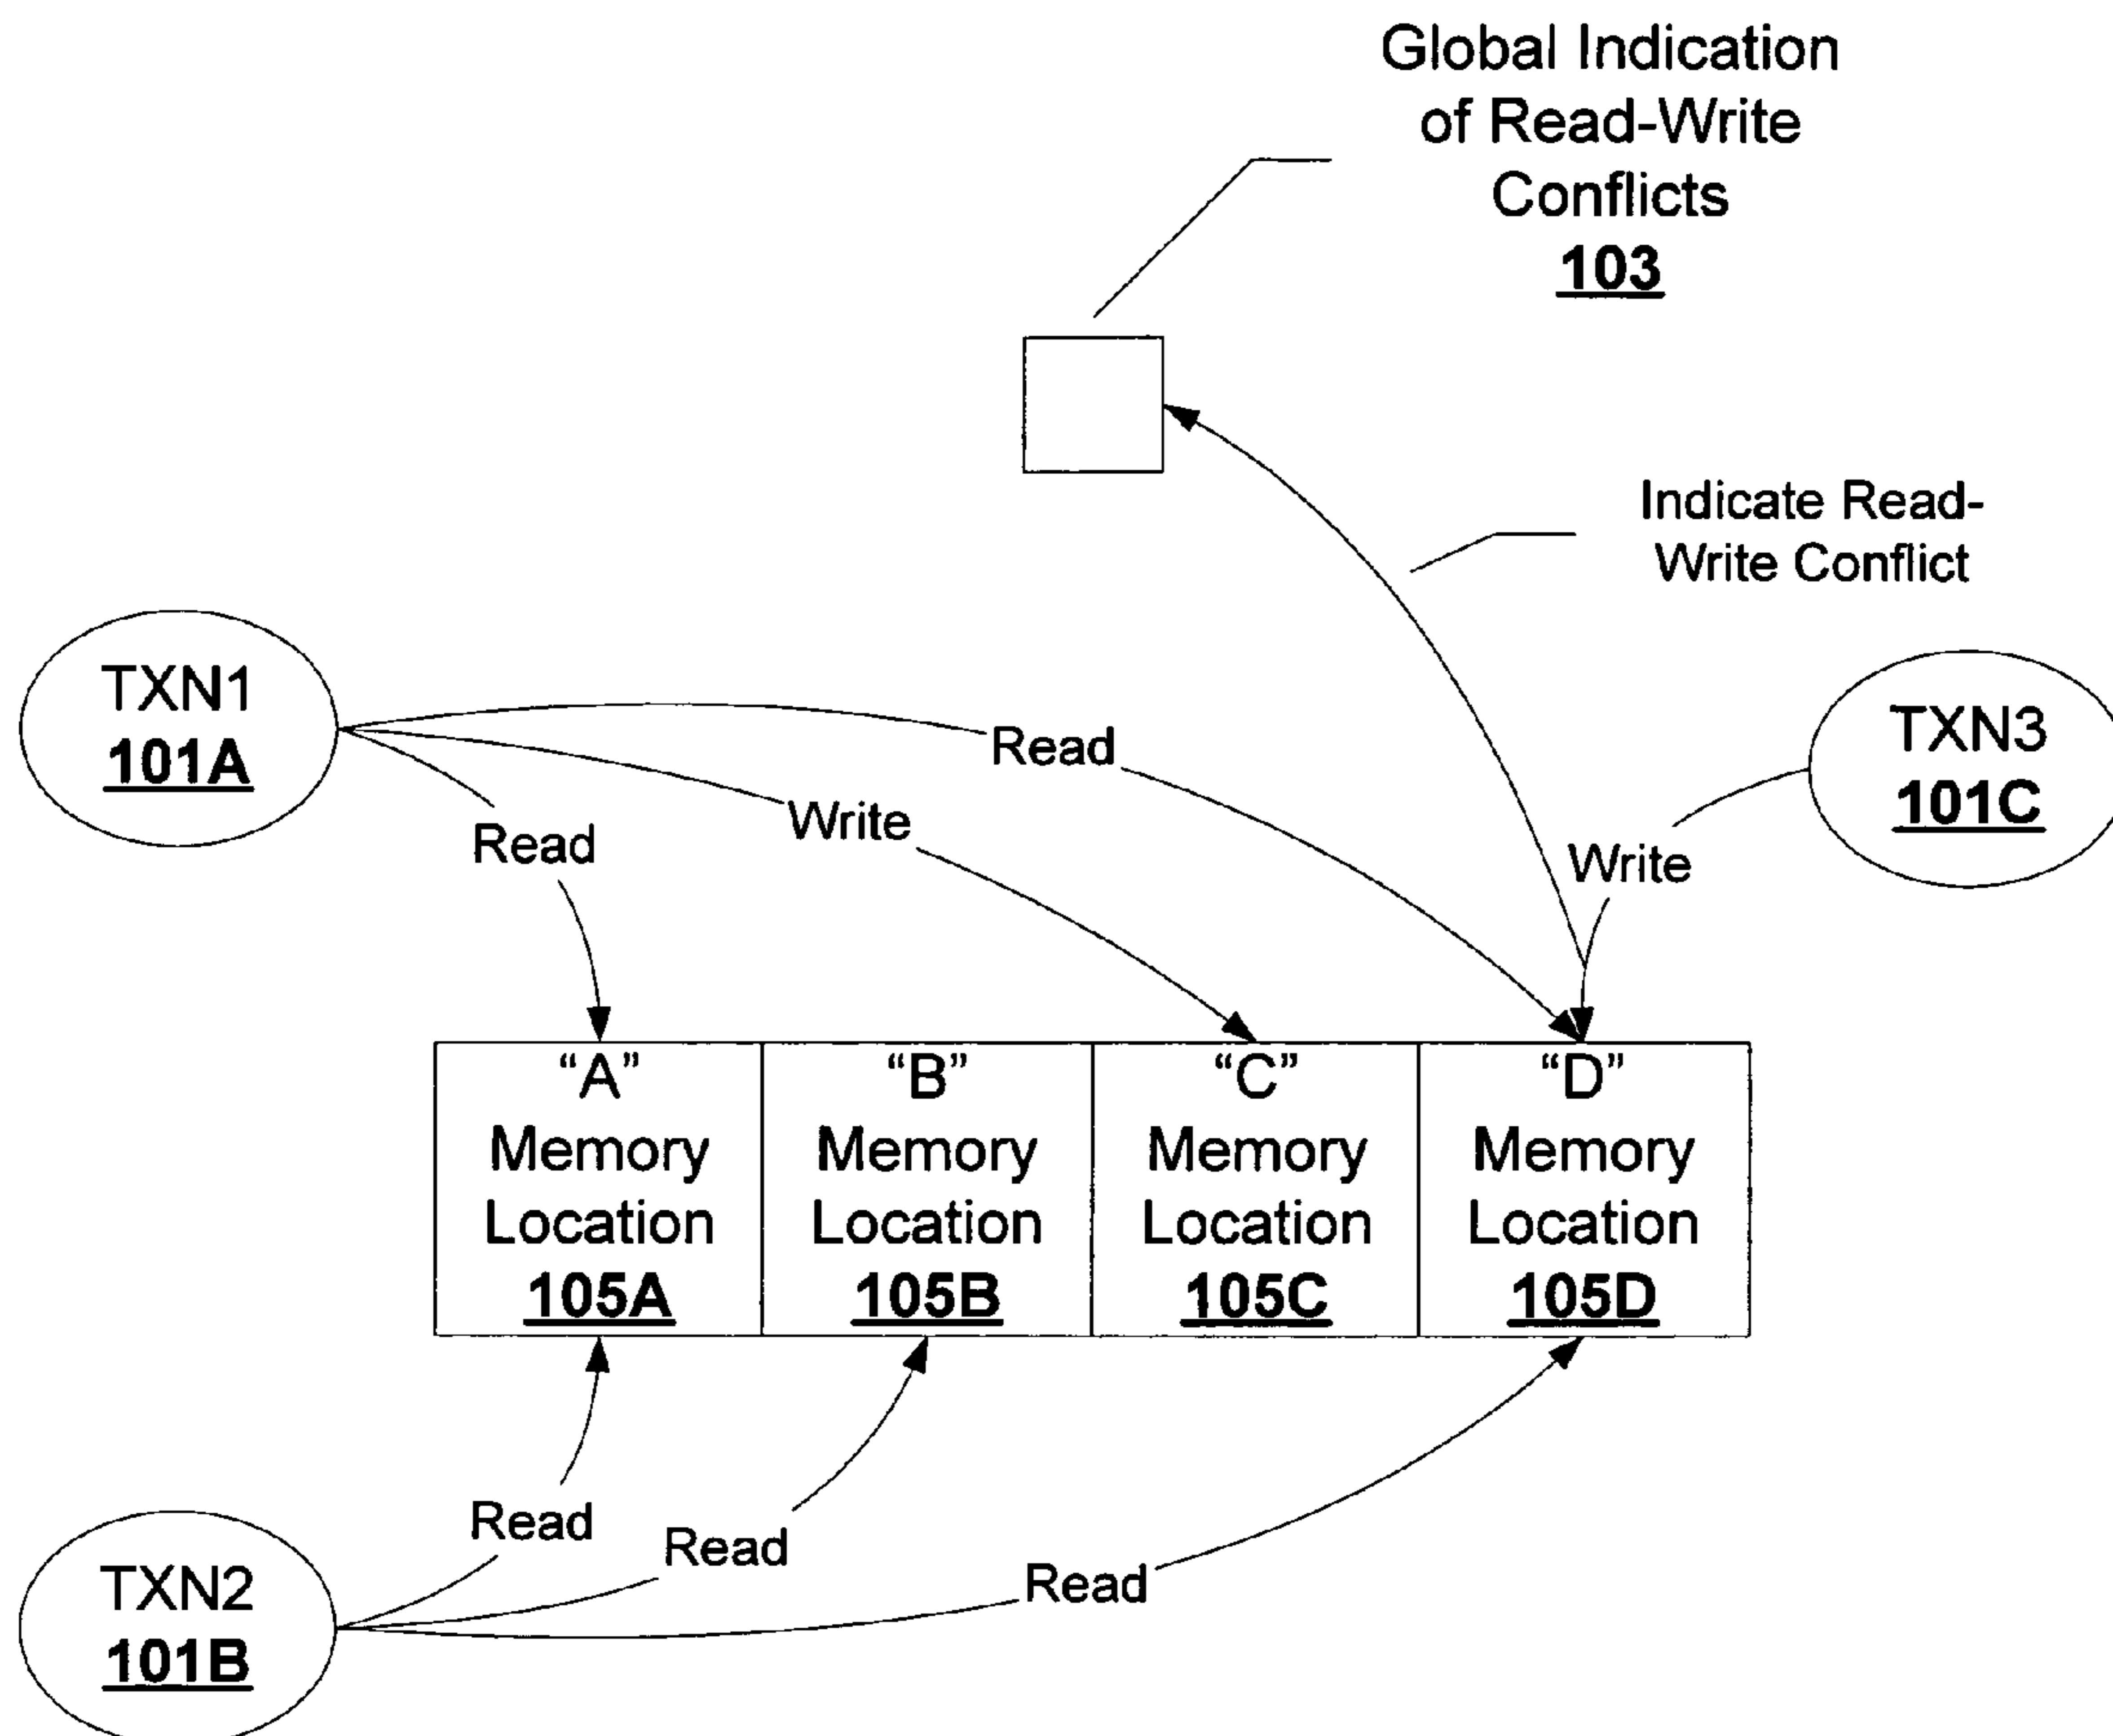 Global Indication
of Read-Write
Conflicts
103
Indicate Read-
Write Conflict
TXN1
101A
Read
Write
Read
TXN3
101C
Write
“A”
Memory
Location
105A
“B”
Memory
Location
105B
“C”
Memory
Location
105C
“D”
Memory
Location
105D
Read
Read
Read
TXN2
101B